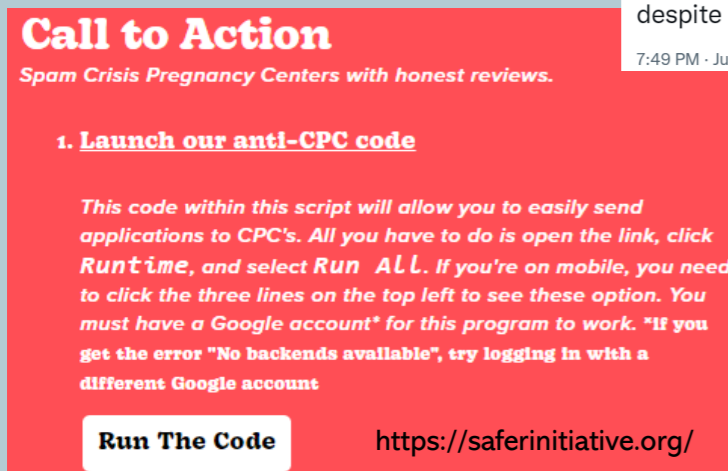 despite
7:49 PM · Ju
Call to Action
Spam Crisis Pregnancy Centers with honest reviews.
1. Launch our anti-CPC code
This code within this script will allow you to easily send
applications to CPC's. All you have to do is open the link, click
Runtime, and select Run All. If you're on mobile, you need
to click the three lines on the top left to see these option. You
must have a Google account* for this program to work. *if you
get the error "No backends available", try logging in with a
different Google account
Run The Code
https://saferinitiative.org/